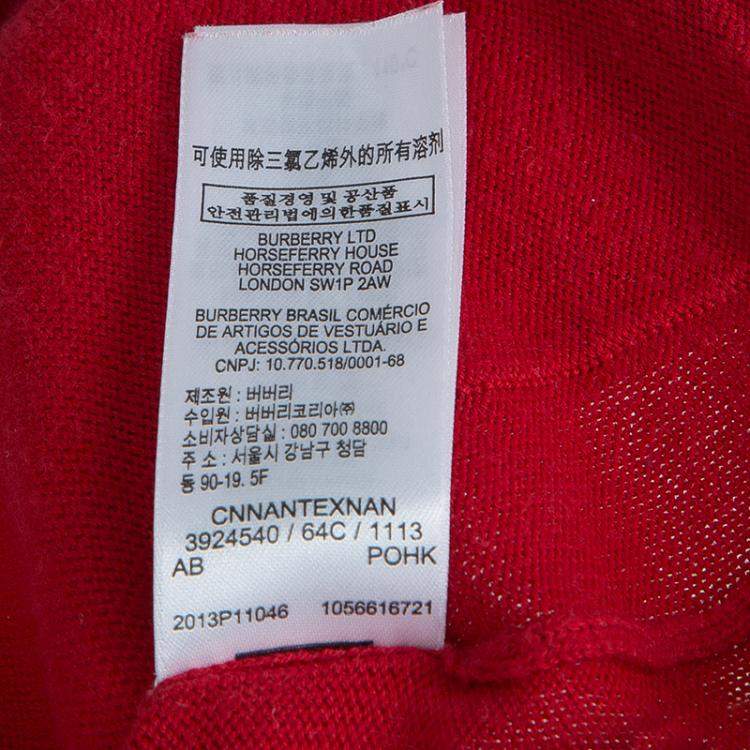 可使用除三氯乙烯外的所有溶剂
품질경영 및 공산품
안전관리법에의한품질표시
BURBERRY LTD
HORSEFERRY HOUSE
HORSEFERRY ROAD
LONDON SW1P 2AW
BURBERRY BRASIL COMÉRCIO
DE ARTIGOS DE VESTUÁRIO E
ACESSÓRIOS LTDA.
CNPJ: 10.770.518/0001-68
제조원 : 버버리
수입원 : 버버리코리아㈜
소비자상담실 : 080 700 8800
주 소 : 서울시 강남구 청담
동 90-19. 5F
CNNANTEXNAN
3924540 / 64C / 1113
AB POHK
2013P11046 1056616721